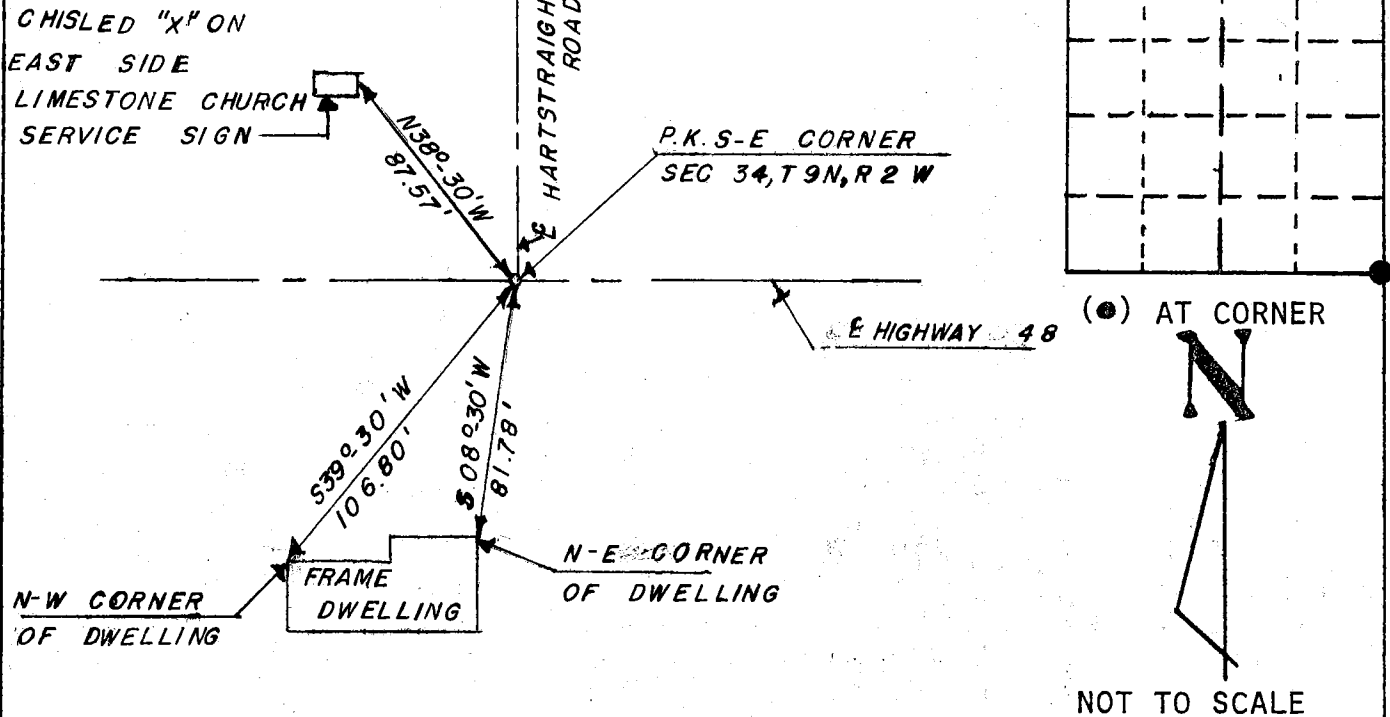 CHISLED "X" ON
EAST SIDE
LIMESTONE CHURCH
SERVICE SIGN
N38°-30'W
87.57'
℄ HARTSTRAIGH
ROAD
P.K. S-E CORNER
SEC 34, T 9N, R 2 W
℄ HIGHWAY 48
S39°-30'W
106.80'
S.08°-30'W
81.78'
FRAME
DWELLING
N-W CORNER
OF DWELLING
N-E CORNER
OF DWELLING
(●) AT CORNER
N
NOT TO SCALE